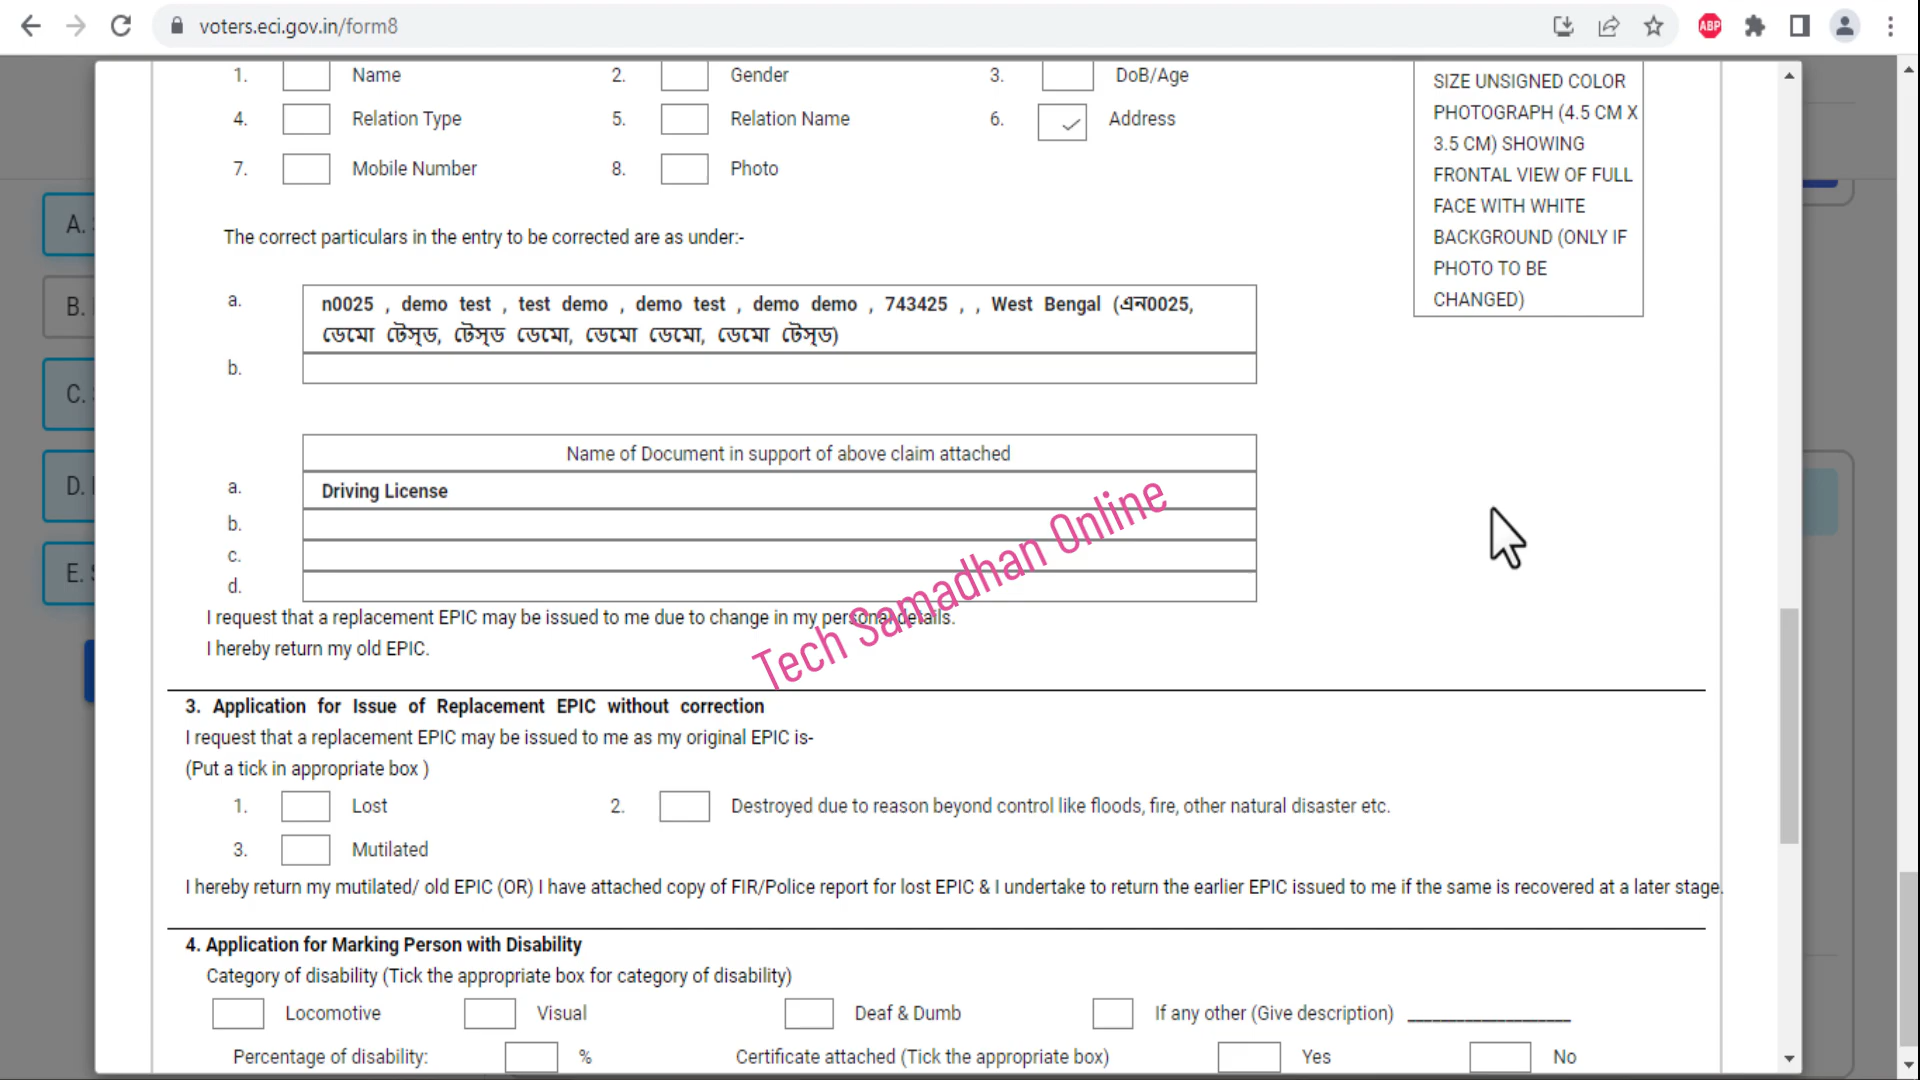 voters.eci.gov.in/form8
ABP
1. Name 2. Gender 3. DoB/Age
4. Relation Type 5. Relation Name 6. Address
7. Mobile Number 8. Photo
SIZE UNSIGNED COLOR
PHOTOGRAPH (4.5 CM X
3.5 CM) SHOWING
FRONTAL VIEW OF FULL
FACE WITH WHITE
BACKGROUND (ONLY IF
PHOTO TO BE
CHANGED)
A.
B.
C.
D.
E.
The correct particulars in the entry to be corrected are as under:-
a. n0025 , demo test , test demo , demo test , demo demo , 743425 , , West Bengal (এন0025,
ডেমো টেস্ড, টেস্ড ডেমো, ডেমো ডেমো, ডেমো টেস্ড)
b.
Name of Document in support of above claim attached
a. Driving License
b.
c.
d.
I request that a replacement EPIC may be issued to me due to change in my personal details.
I hereby return my old EPIC.
Tech Samadhan Online
3. Application for Issue of Replacement EPIC without correction
I request that a replacement EPIC may be issued to me as my original EPIC is-
(Put a tick in appropriate box )
1. Lost 2. Destroyed due to reason beyond control like floods, fire, other natural disaster etc.
3. Mutilated
I hereby return my mutilated/ old EPIC (OR) I have attached copy of FIR/Police report for lost EPIC & I undertake to return the earlier EPIC issued to me if the same is recovered at a later stage.
4. Application for Marking Person with Disability
Category of disability (Tick the appropriate box for category of disability)
Locomotive Visual Deaf & Dumb If any other (Give description) ________________
Percentage of disability: % Certificate attached (Tick the appropriate box) Yes No